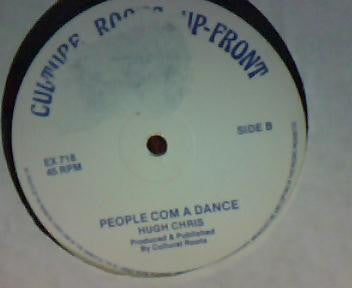 CULTURE ROOTS UP-FRONT
SIDE B
EX 718
45 RPM
PEOPLE COM A DANCE
HUGH CHRIS
Produced & Published
By Cultural Roots